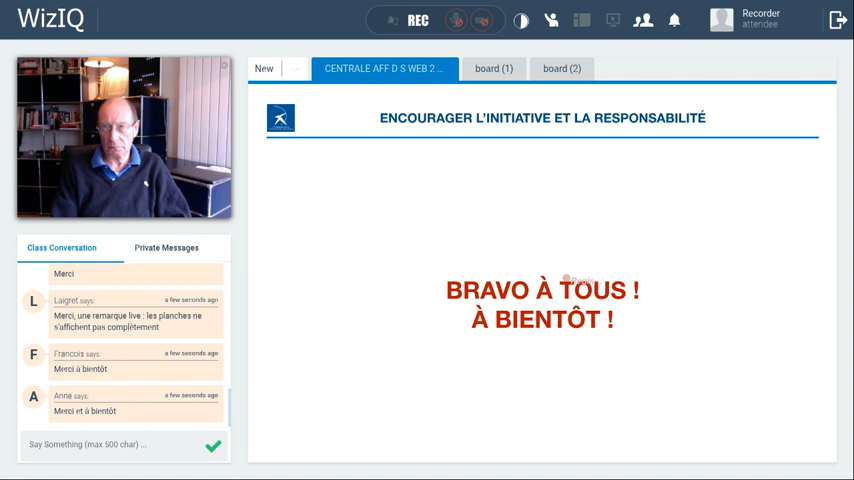 WizIQ
REC
Recorder
attendee
New
CENTRALE AFF D S WEB 2 ...
board (1)
board (2)
ENCOURAGER L'INITIATIVE ET LA RESPONSABILITÉ
BRAVO À TOUS !
À BIENTÔT !
Class Conversation
Private Messages
Merci
L
Laigret says:
a few seconds ago
Merci, une remarque live : les planches ne
s'affichent pas complètement
F
Francois says:
a few seconds ago
Merci à bientôt
A
Anne says:
a few seconds ago
Merci et à bientôt
Say Something (max 500 char) ...